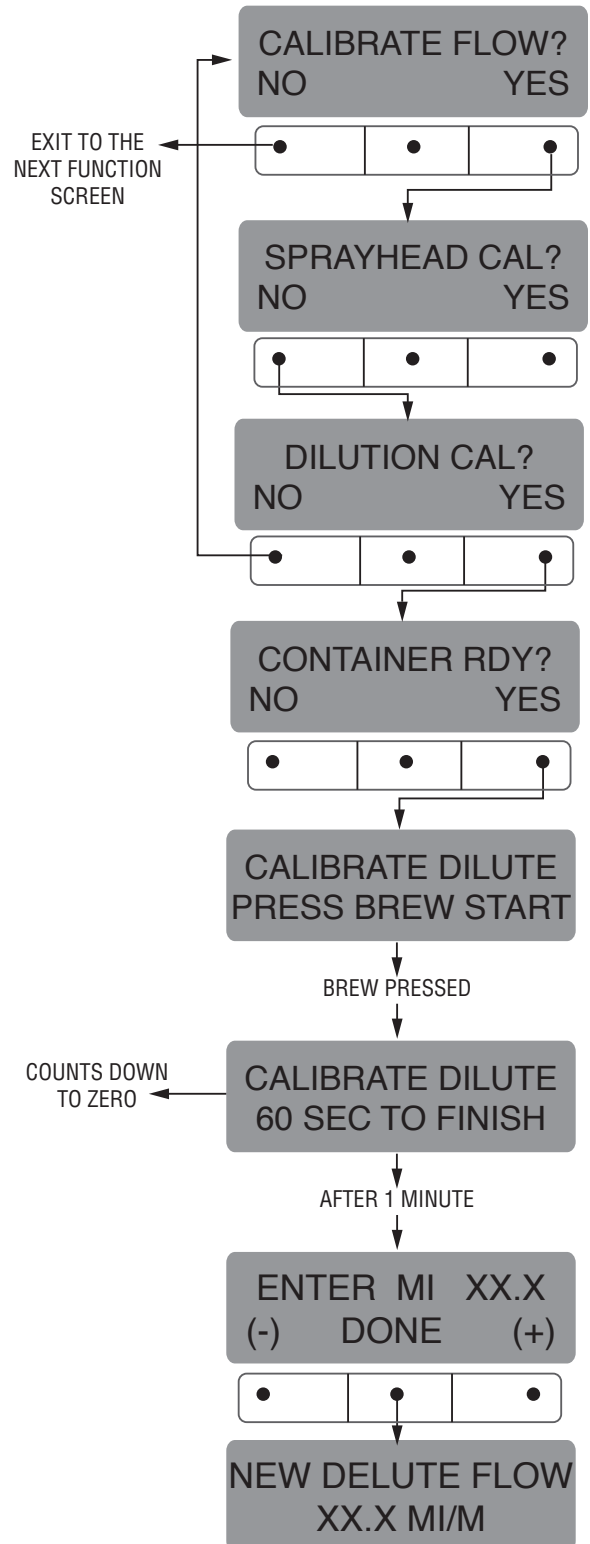 CALIBRATE FLOW?
NO YES
EXIT TO THE
NEXT FUNCTION
SCREEN
SPRAYHEAD CAL?
NO YES
DILUTION CAL?
NO YES
CONTAINER RDY?
NO YES
CALIBRATE DILUTE
PRESS BREW START
BREW PRESSED
COUNTS DOWN
TO ZERO
CALIBRATE DILUTE
60 SEC TO FINISH
AFTER 1 MINUTE
ENTER MI XX.X
(-) DONE (+)
NEW DELUTE FLOW
XX.X MI/M